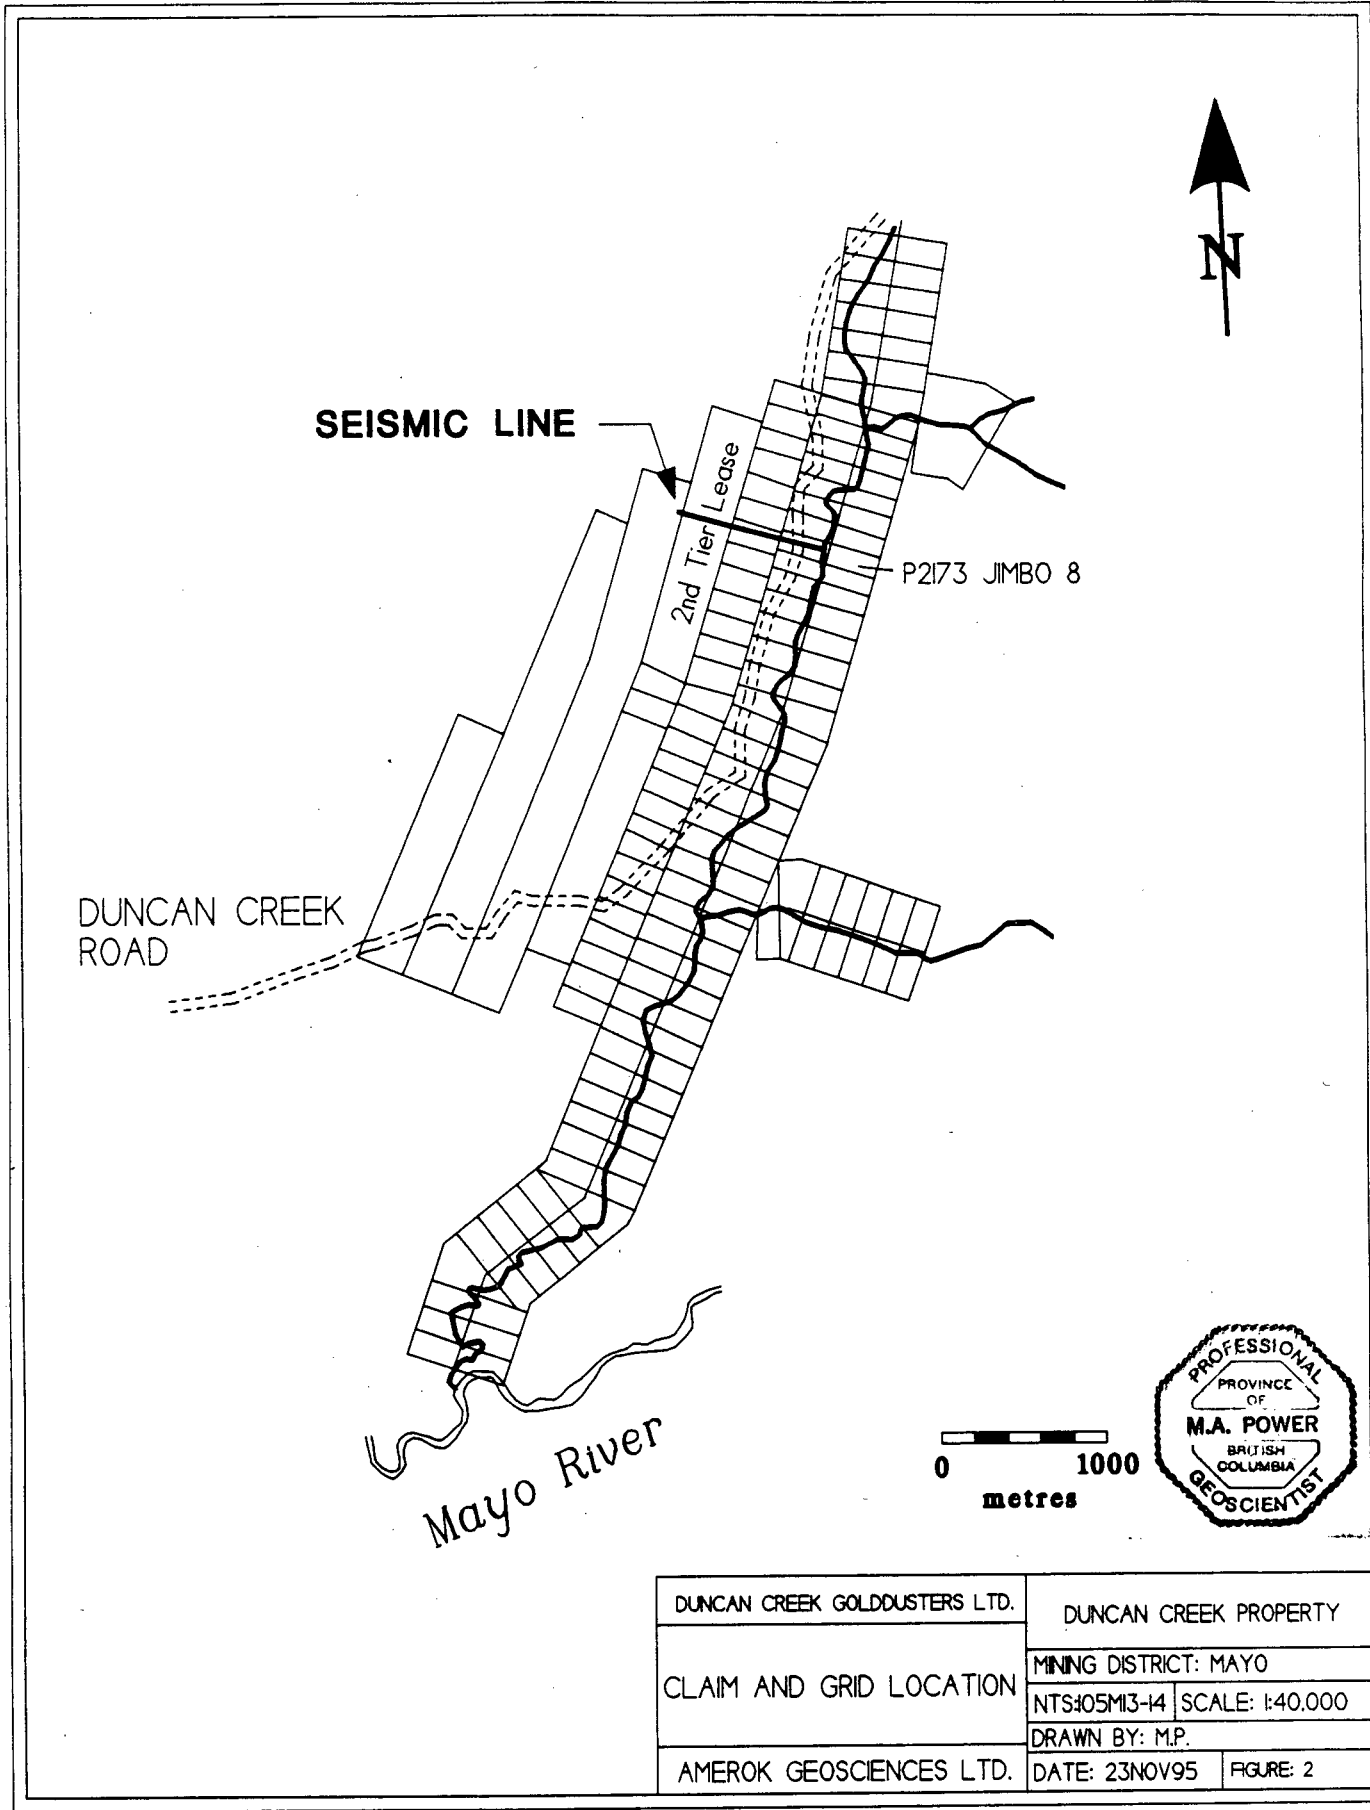 N
SEISMIC LINE
2nd Tier Lease
P2173 JIMBO 8
DUNCAN CREEK
ROAD
Mayo River
0 1000
metres
PROFESSIONAL
PROVINCE
OF
M.A. POWER
BRITISH
COLUMBIA
GEOSCIENTIST
DUNCAN CREEK GOLDDUSTERS LTD.
CLAIM AND GRID LOCATION
AMEROK GEOSCIENCES LTD.
DUNCAN CREEK PROPERTY
MINING DISTRICT: MAYO
NTS:105M13-14 SCALE: 1:40,000
DRAWN BY: M.P.
DATE: 23NOV95 FIGURE: 2